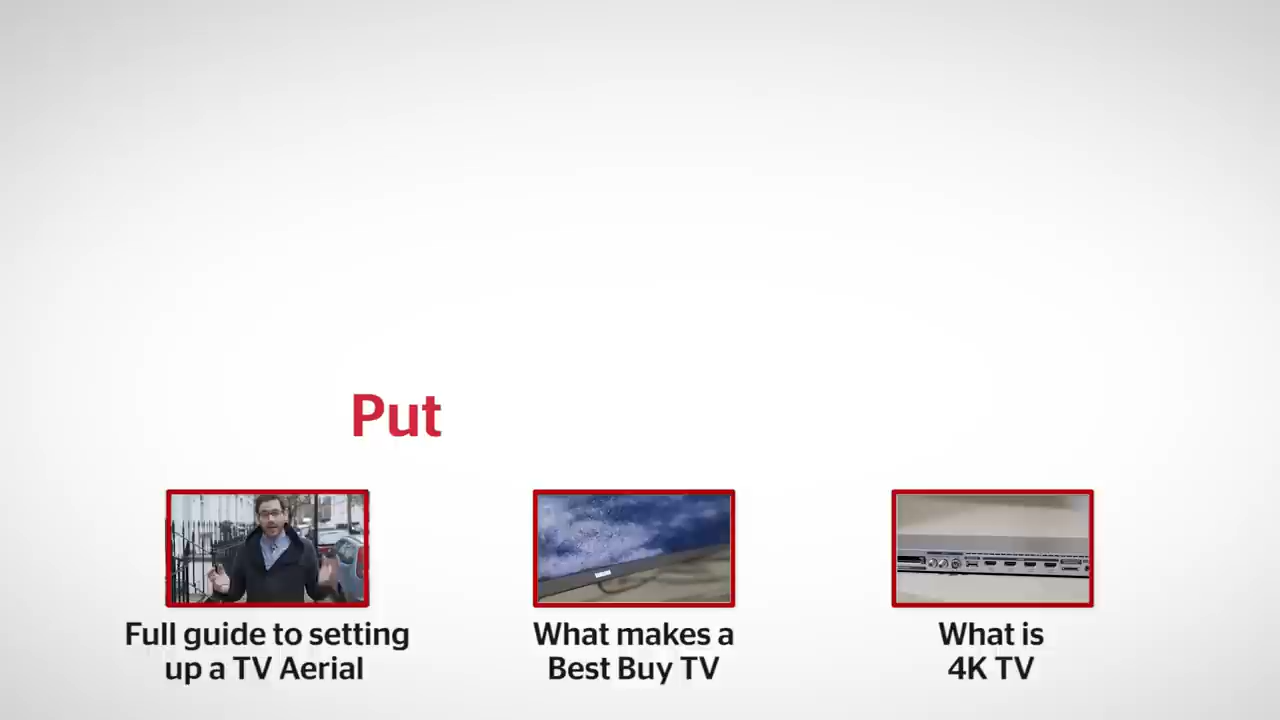 Put
Full guide to setting
up a TV Aerial
What makes a
Best Buy TV
What is
4K TV